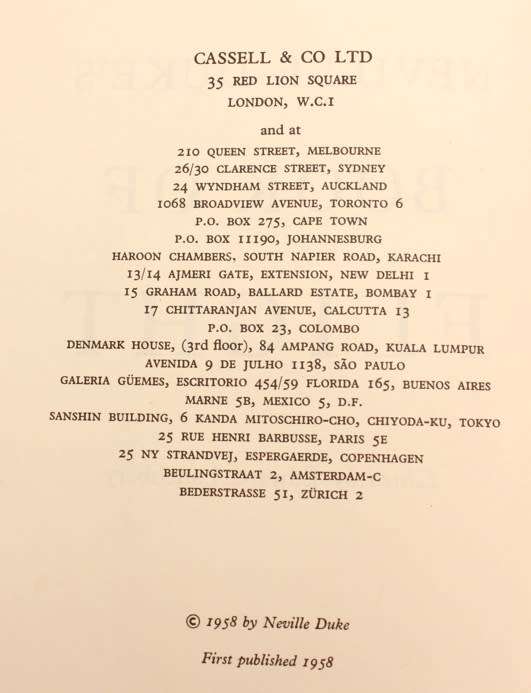 CASSELL & CO LTD
35 RED LION SQUARE
LONDON, W.C.1
and at
210 QUEEN STREET, MELBOURNE
26/30 CLARENCE STREET, SYDNEY
24 WYNDHAM STREET, AUCKLAND
1068 BROADVIEW AVENUE, TORONTO 6
P.O. BOX 275, CAPE TOWN
P.O. BOX 11190, JOHANNESBURG
HAROON CHAMBERS, SOUTH NAPIER ROAD, KARACHI
13/14 AJMERI GATE, EXTENSION, NEW DELHI 1
15 GRAHAM ROAD, BALLARD ESTATE, BOMBAY 1
17 CHITTARANJAN AVENUE, CALCUTTA 13
P.O. BOX 23, COLOMBO
DENMARK HOUSE, (3rd floor), 84 AMPANG ROAD, KUALA LUMPUR
AVENIDA 9 DE JULHO 1138, SÃO PAULO
GALERIA GÜEMES, ESCRITORIO 454/59 FLORIDA 165, BUENOS AIRES
MARNE 5B, MEXICO 5, D.F.
SANSHIN BUILDING, 6 KANDA MITOSCHIRO-CHO, CHIYODA-KU, TOKYO
25 RUE HENRI BARBUSSE, PARIS 5E
25 NY STRANDVEJ, ESPERGAERDE, COPENHAGEN
BEULINGSTRAAT 2, AMSTERDAM-C
BEDERSTRASSE 51, ZÜRICH 2
© 1958 by Neville Duke
First published 1958